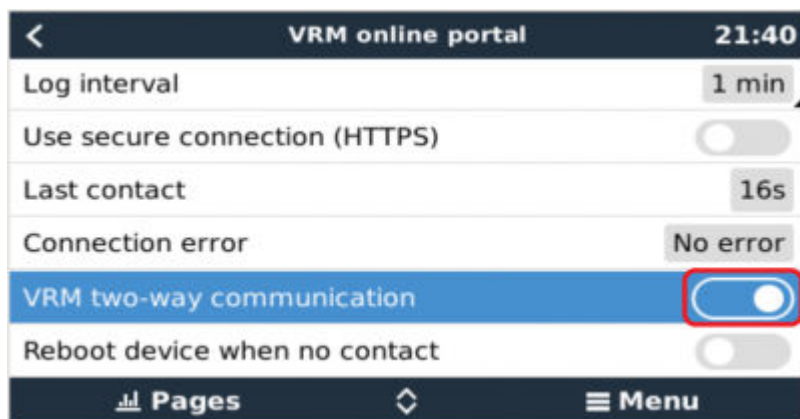 VRM online portal 21:40
Log interval 1 min
Use secure connection (HTTPS)
Last contact 16s
Connection error No error
VRM two-way communication
Reboot device when no contact
Pages Menu